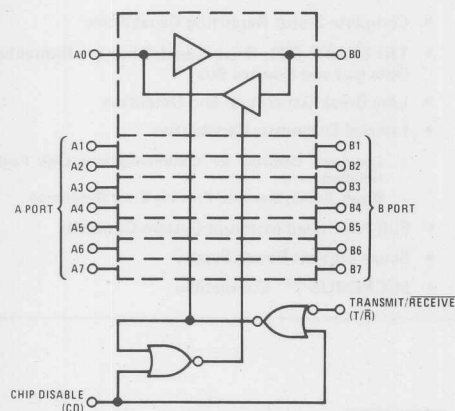 A0 B0
A1 B1
A2 B2
A3 B3
A PORT A4 B4 B PORT
A5 B5
A6 B6
A7 B7
TRANSMIT/RECEIVE
(T/R̅)
CHIP DISABLE
(CD)